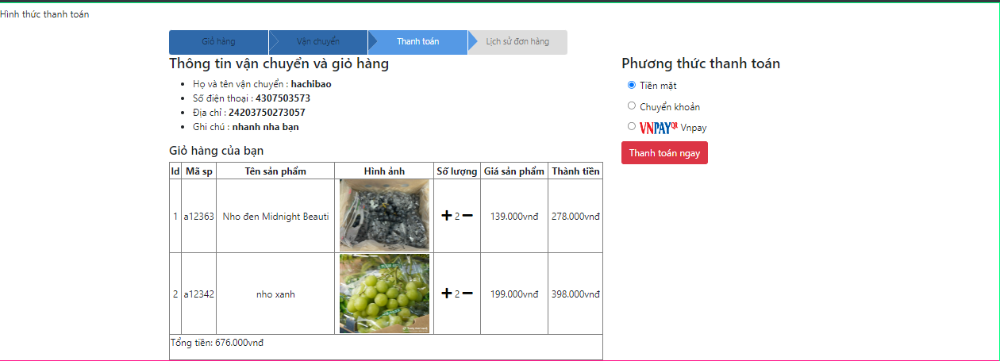 Hình thức thanh toán
Giỏ hàng
Vận chuyển
Thanh toán
Lịch sử đơn hàng
Thông tin vận chuyển và giỏ hàng
Họ và tên vận chuyển : hachibao
Số điện thoại : 4307503573
Địa chỉ : 24203750273057
Ghi chú : nhanh nha bạn
Giỏ hàng của bạn
Id Mã sp Tên sản phẩm Hình ảnh Số lượng Giá sản phẩm Thành tiền
1 a12363 Nho đen Midnight Beauti + 2 − 139.000vnđ 278.000vnđ
2 a12342 nho xanh + 2 − 199.000vnđ 398.000vnđ
Tổng tiền: 676.000vnđ
Phương thức thanh toán
Tiền mặt
Chuyển khoản
VNPAYQR Vnpay
Thanh toán ngay